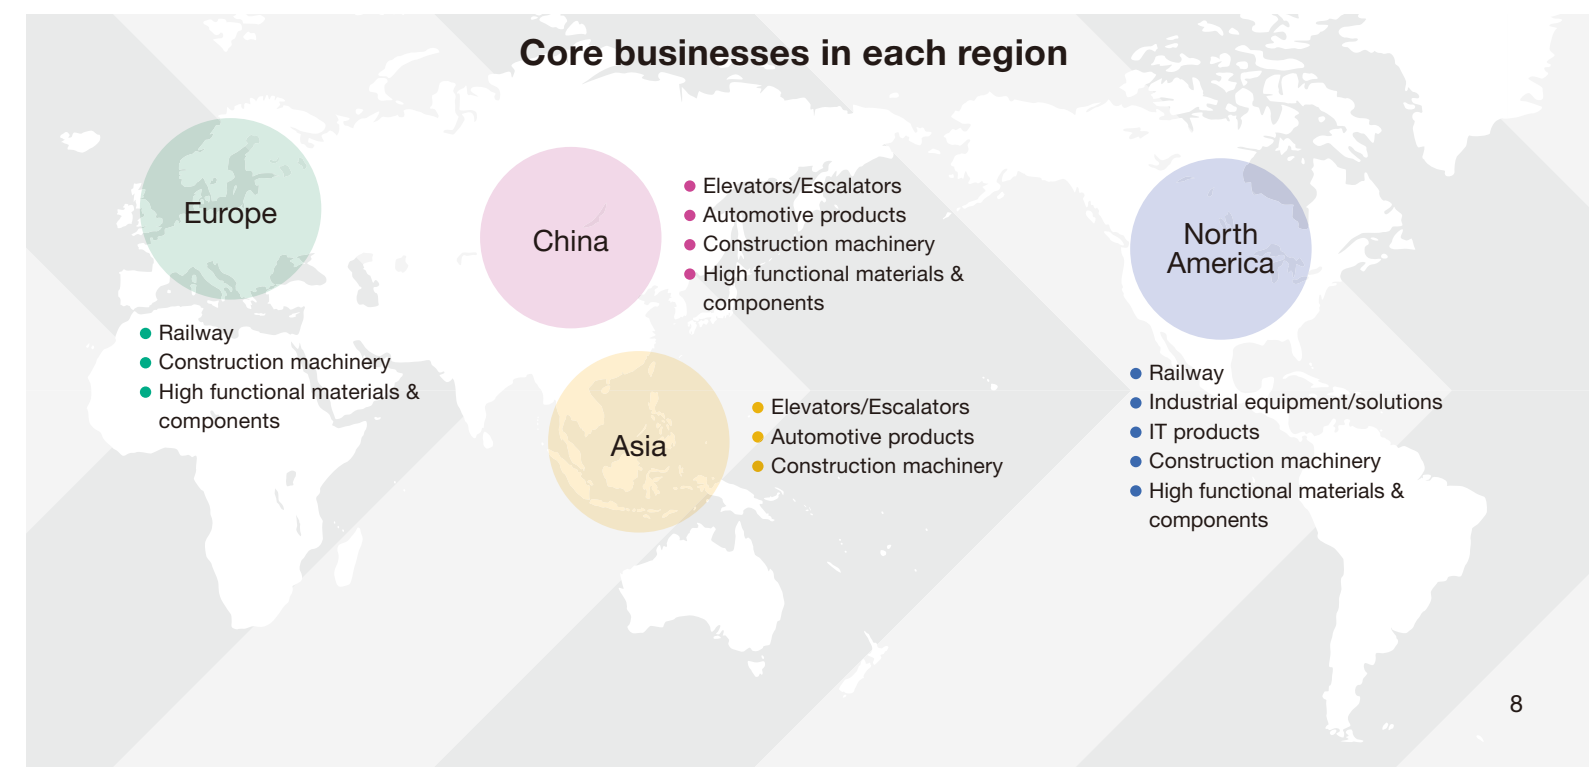 Core businesses in each region
Europe
● Railway
● Construction machinery
● High functional materials &
components
China
● Elevators/Escalators
● Automotive products
● Construction machinery
● High functional materials &
components
Asia
● Elevators/Escalators
● Automotive products
● Construction machinery
North
America
● Railway
● Industrial equipment/solutions
● IT products
● Construction machinery
● High functional materials &
components
8